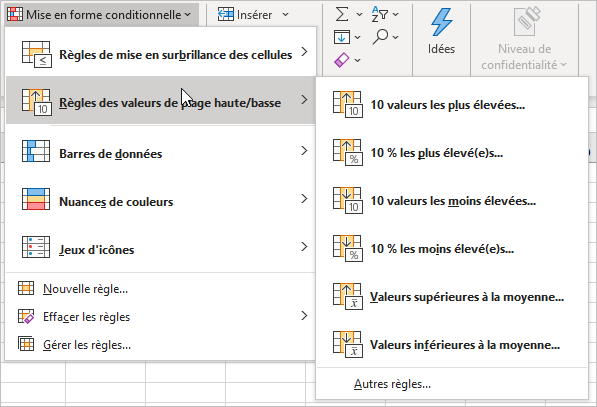 Mise en forme conditionnelle
Insérer
Idées
Niveau de
confidentialité
Règles de mise en surbrillance des cellules
Règles des valeurs de plage haute/basse
Barres de données
Nuances de couleurs
Jeux d'icônes
Nouvelle règle...
Effacer les règles
Gérer les règles...
10 valeurs les plus élevées...
10 % les plus élevé(e)s...
10 valeurs les moins élevées...
10 % les moins élevé(e)s...
Valeurs supérieures à la moyenne...
Valeurs inférieures à la moyenne...
Autres règles...